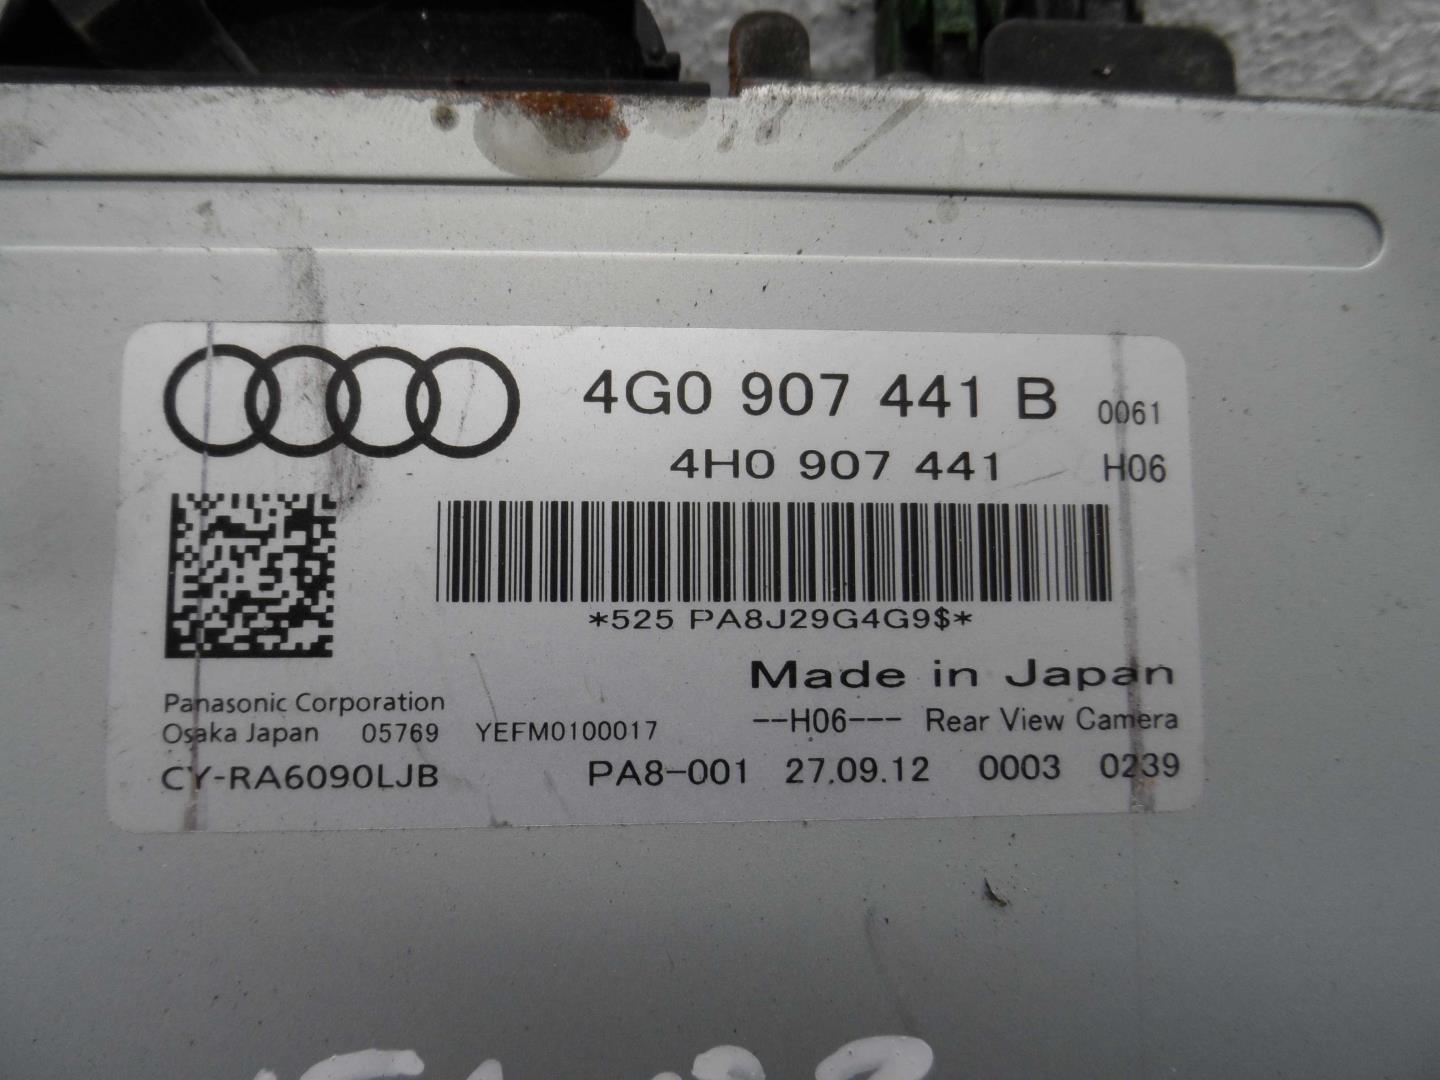 4G0 907 441 B 0061
4H0 907 441 H06
*525 PA8J29G4G9$*
Made in Japan
Panasonic Corporation
Osaka Japan 05769 YEFM0100017 --H06--- Rear View Camera
CY-RA6090LJB PA8-001 27.09.12 0003 0239